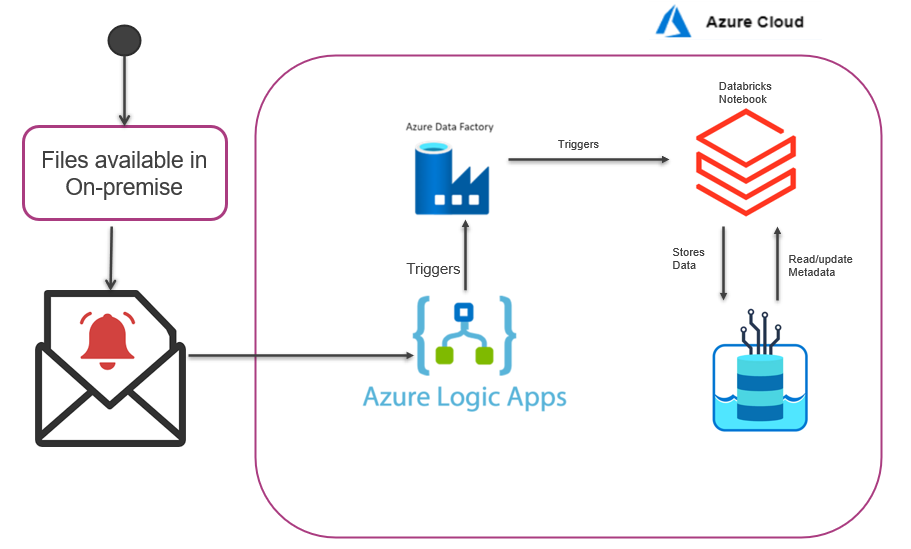 Azure Cloud
Files available in
On-premise
Azure Data Factory
Triggers
Databricks
Notebook
Triggers
Stores
Data
Read/update
Metadata
Azure Logic Apps